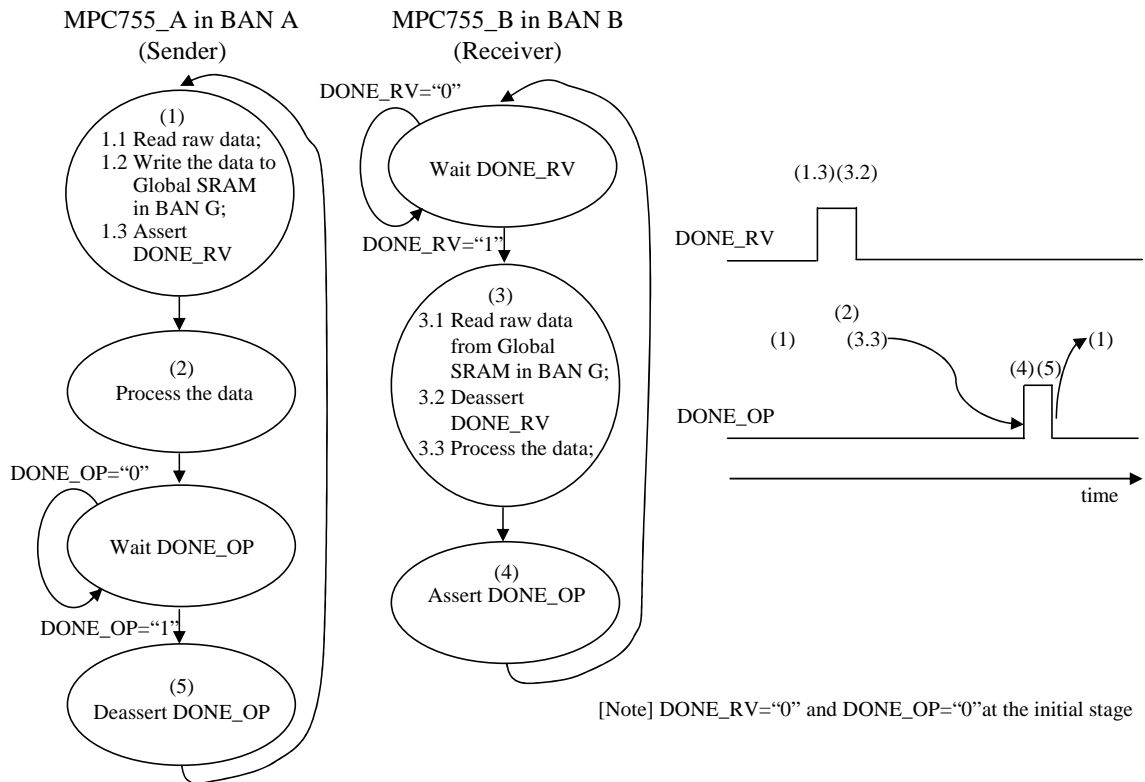 MPC755_A in BAN A
(Sender)
(1)
1.1 Read raw data;
1.2 Write the data to
Global SRAM
in BAN G;
1.3 Assert
DONE_RV
(2)
Process the data
DONE_OP=“0”
Wait DONE_OP
DONE_OP=“1”
(5)
Deassert DONE_OP
MPC755_B in BAN B
(Receiver)
DONE_RV=“0”
Wait DONE_RV
DONE_RV=“1”
(3)
3.1 Read raw data
from Global
SRAM in BAN G;
3.2 Deassert
DONE_RV
3.3 Process the data;
(4)
Assert DONE_OP
(1.3)(3.2)
DONE_RV
(2)
(1) (3.3) (1)
(4) (5)
DONE_OP
time
[Note] DONE_RV=“0” and DONE_OP=“0”at the initial stage